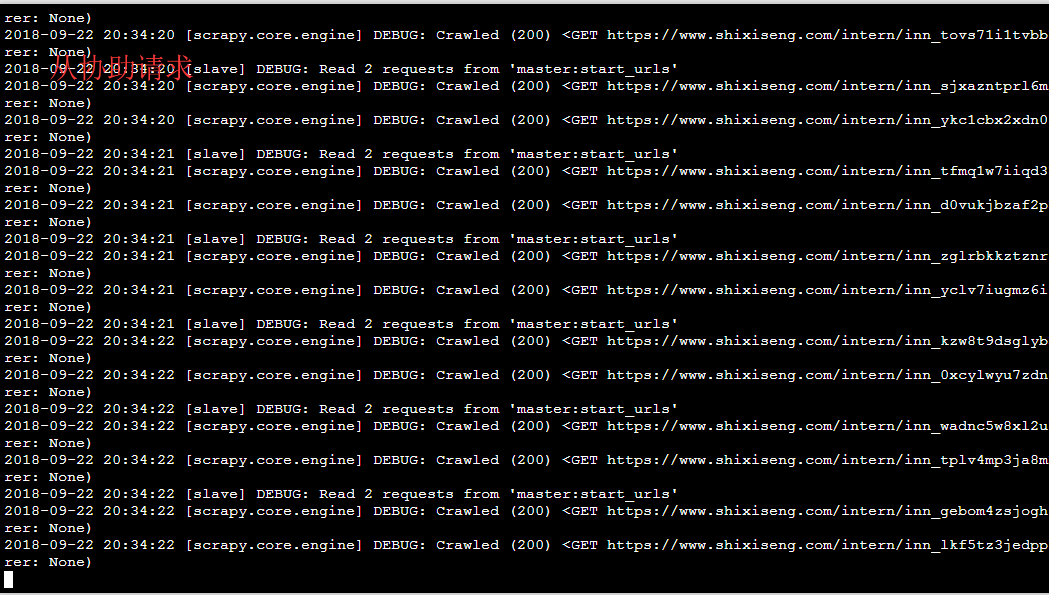 rer: None)
2018-09-22 20:34:20 [scrapy.core.engine] DEBUG: Crawled (200) <GET https://www.shixiseng.com/intern/inn_tovs71i1tvbb
rer: None)
从协助请求
2018-09-22 20:34:20 [slave] DEBUG: Read 2 requests from 'master:start_urls'
2018-09-22 20:34:20 [scrapy.core.engine] DEBUG: Crawled (200) <GET https://www.shixiseng.com/intern/inn_sjxazntprl6m
rer: None)
2018-09-22 20:34:20 [scrapy.core.engine] DEBUG: Crawled (200) <GET https://www.shixiseng.com/intern/inn_ykc1cbx2xdn0
rer: None)
2018-09-22 20:34:21 [slave] DEBUG: Read 2 requests from 'master:start_urls'
2018-09-22 20:34:21 [scrapy.core.engine] DEBUG: Crawled (200) <GET https://www.shixiseng.com/intern/inn_tfmq1w7iiqd3
rer: None)
2018-09-22 20:34:21 [scrapy.core.engine] DEBUG: Crawled (200) <GET https://www.shixiseng.com/intern/inn_d0vukjbzaf2p
rer: None)
2018-09-22 20:34:21 [slave] DEBUG: Read 2 requests from 'master:start_urls'
2018-09-22 20:34:21 [scrapy.core.engine] DEBUG: Crawled (200) <GET https://www.shixiseng.com/intern/inn_zglrbkkztznr
rer: None)
2018-09-22 20:34:21 [scrapy.core.engine] DEBUG: Crawled (200) <GET https://www.shixiseng.com/intern/inn_yclv7iugmz6i
rer: None)
2018-09-22 20:34:21 [slave] DEBUG: Read 2 requests from 'master:start_urls'
2018-09-22 20:34:22 [scrapy.core.engine] DEBUG: Crawled (200) <GET https://www.shixiseng.com/intern/inn_kzw8t9dsglyb
rer: None)
2018-09-22 20:34:22 [scrapy.core.engine] DEBUG: Crawled (200) <GET https://www.shixiseng.com/intern/inn_0xcylwyu7zdn
rer: None)
2018-09-22 20:34:22 [slave] DEBUG: Read 2 requests from 'master:start_urls'
2018-09-22 20:34:22 [scrapy.core.engine] DEBUG: Crawled (200) <GET https://www.shixiseng.com/intern/inn_wadnc5w8xl2u
rer: None)
2018-09-22 20:34:22 [scrapy.core.engine] DEBUG: Crawled (200) <GET https://www.shixiseng.com/intern/inn_tplv4mp3ja8m
rer: None)
2018-09-22 20:34:22 [slave] DEBUG: Read 2 requests from 'master:start_urls'
2018-09-22 20:34:22 [scrapy.core.engine] DEBUG: Crawled (200) <GET https://www.shixiseng.com/intern/inn_gebom4zsjogh
rer: None)
2018-09-22 20:34:22 [scrapy.core.engine] DEBUG: Crawled (200) <GET https://www.shixiseng.com/intern/inn_lkf5tz3jedpp
rer: None)